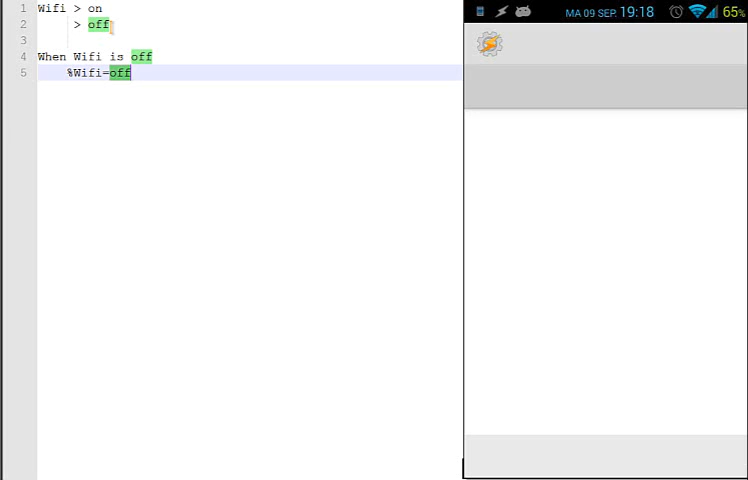 1 Wifi > on
2 > off
3
4 When Wifi is off
5 %Wifi=off
MA 09 SEP. 19:18 65%